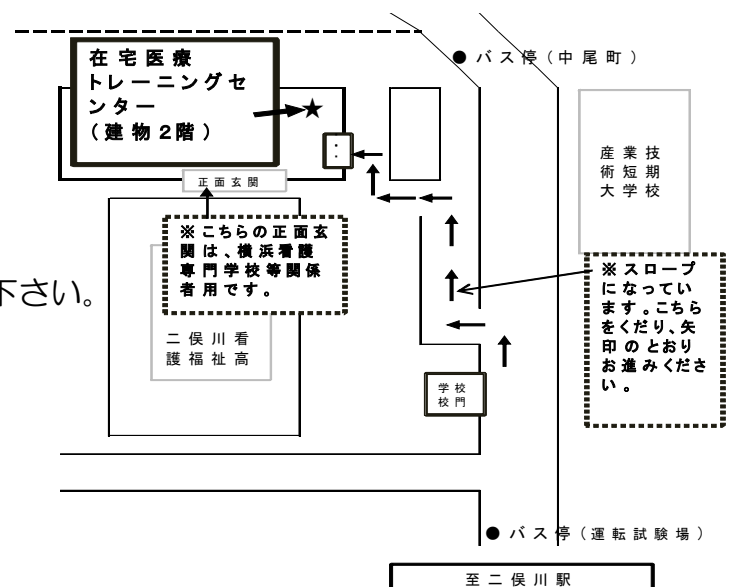 在宅医療
トレーニングセ
ンター
(建物2階)
● バス停(中尾町)
★
産業技
術短期
大学校
正面玄関
※こちらの正面玄
関は、横浜看護
専門学校等関係
者用です。
※スロープ
になってい
ます。こちら
をくだり、矢
印のとおり
お進みくださ
い。
下さい。
二俣川看
護福祉高
学校
校門
● バス停(運転試験場)
至二俣川駅